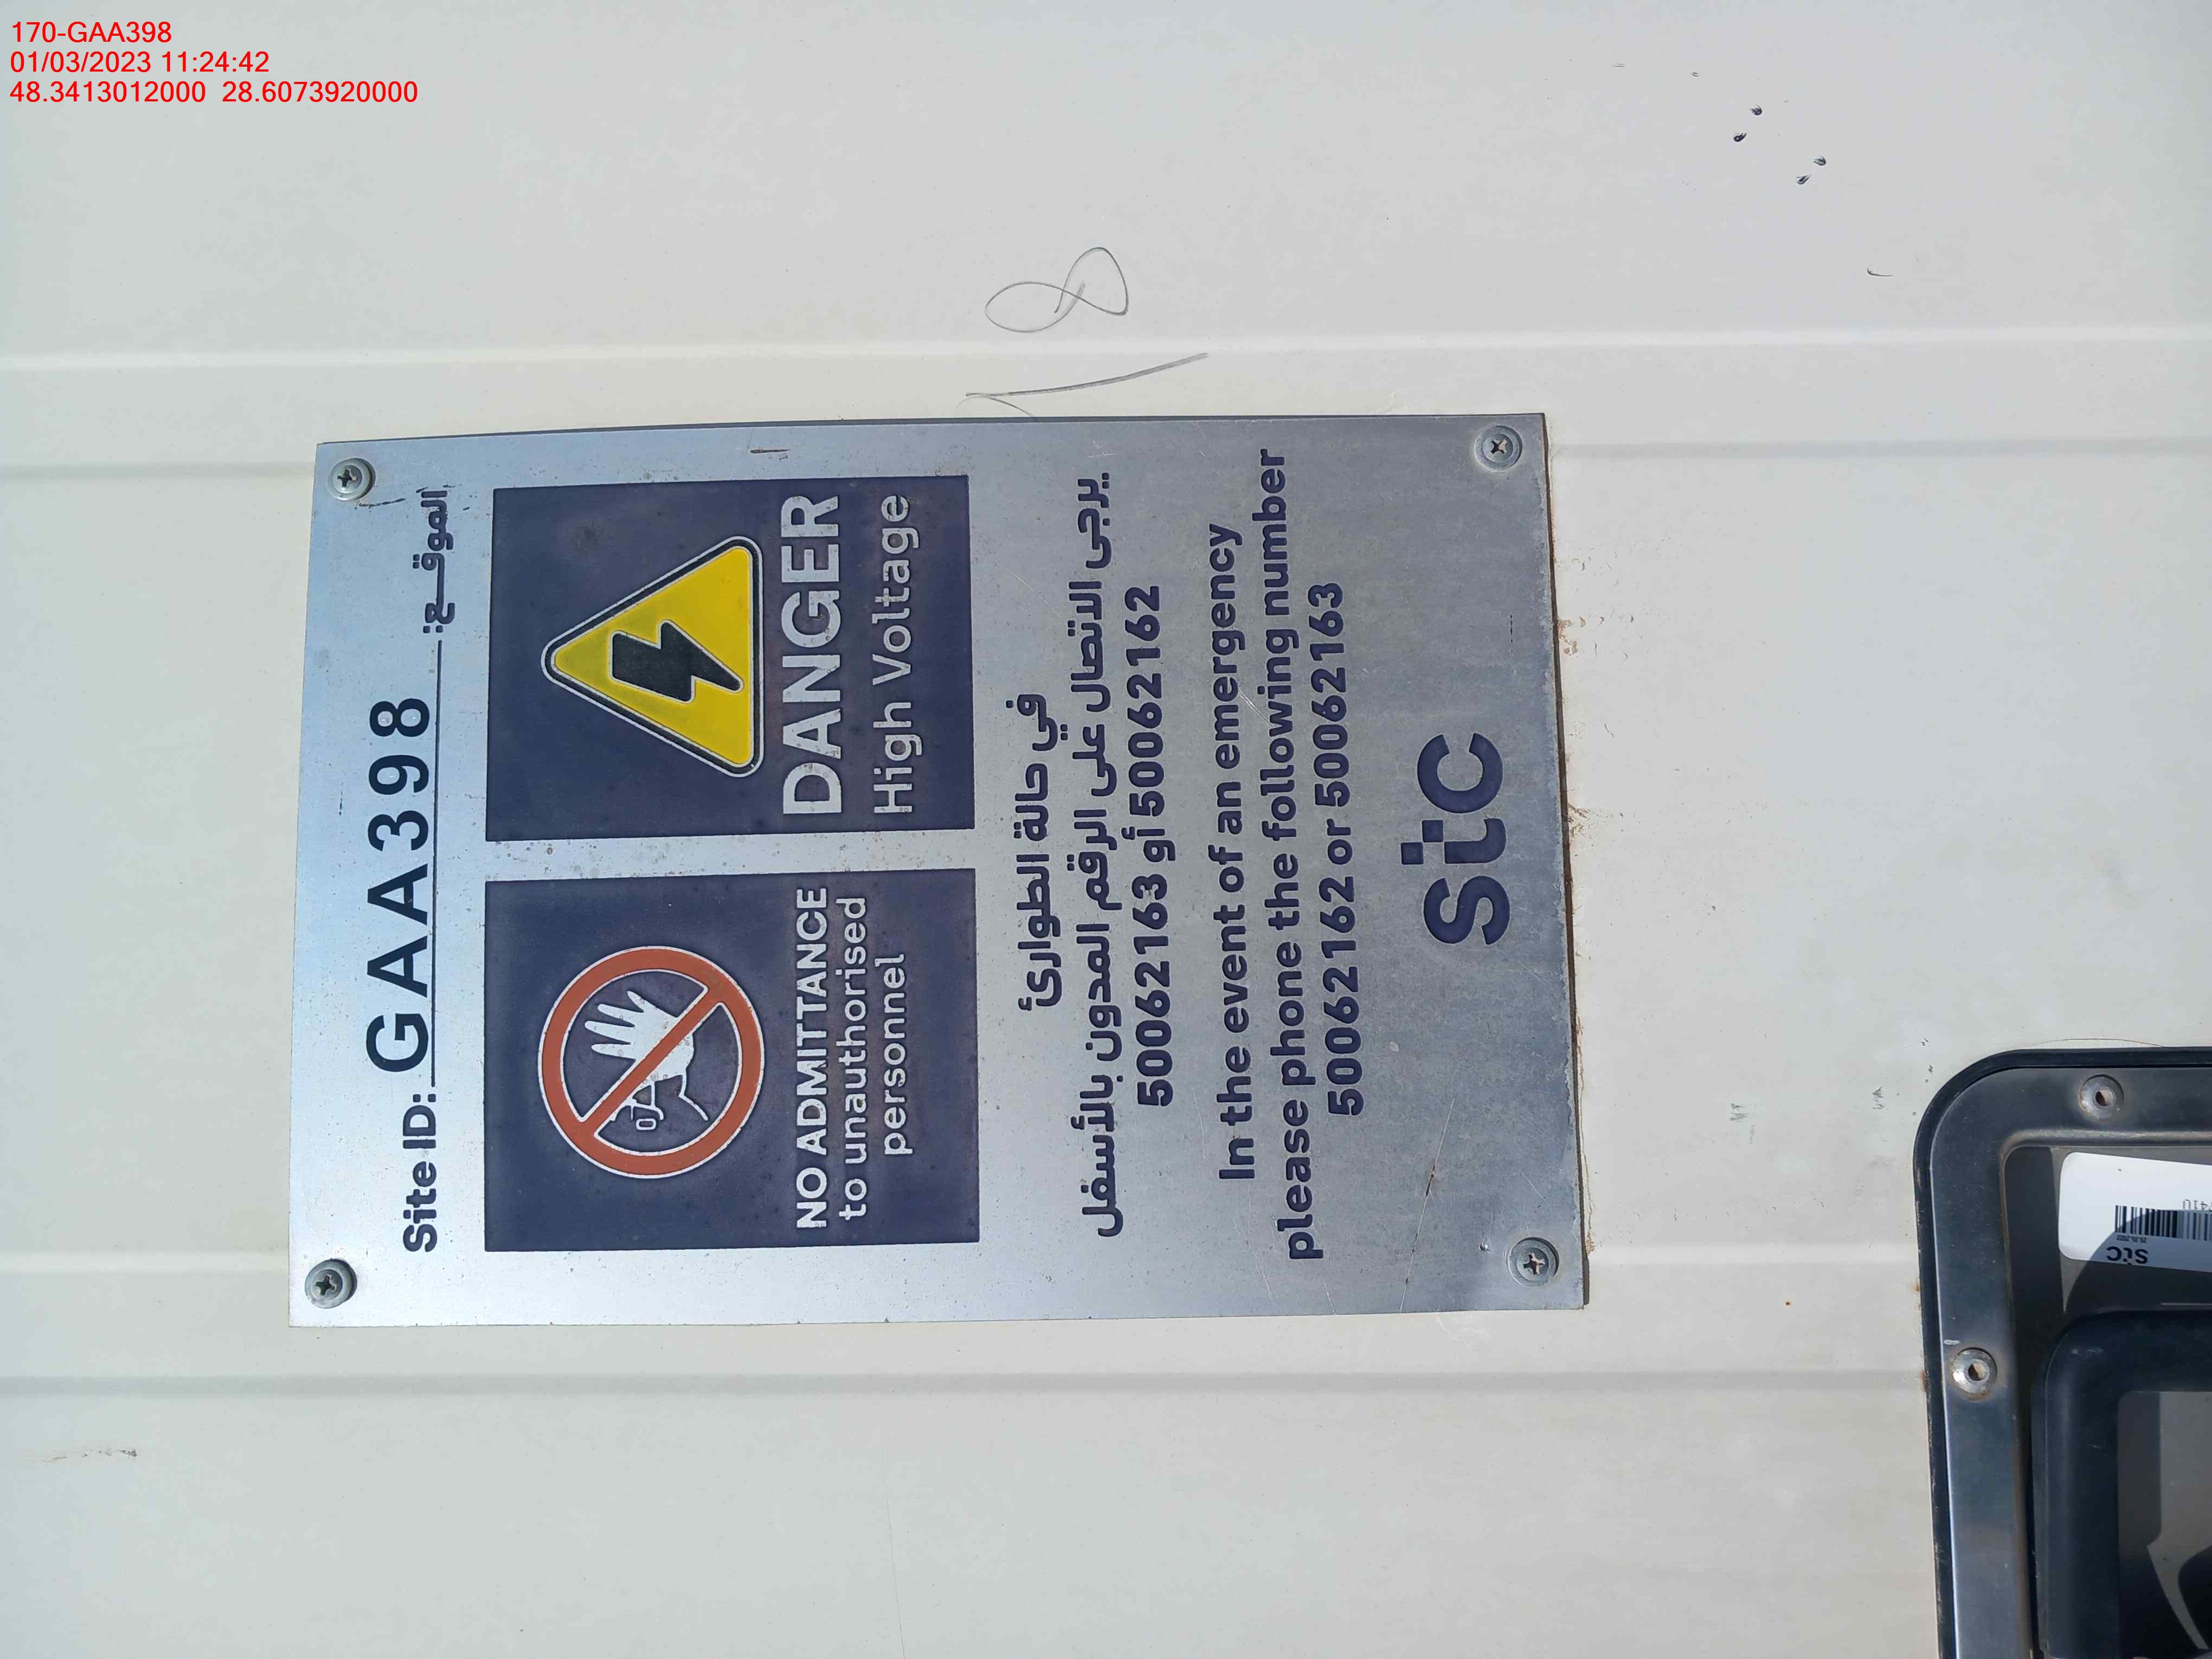 170-GAA398
01/03/2023 11:24:42
48.3413012000 28.6073920000
8
Site ID: GAA398 الموقــع:
NO ADMITTANCE
to unauthorised
personnel
DANGER
High Voltage
في حالة الطوارئ
يرجى الاتصال على الرقم المدون بالأسفل
50062163 أو 50062162
In the event of an emergency
please phone the following number
50062162 or 50062163
stc
stc